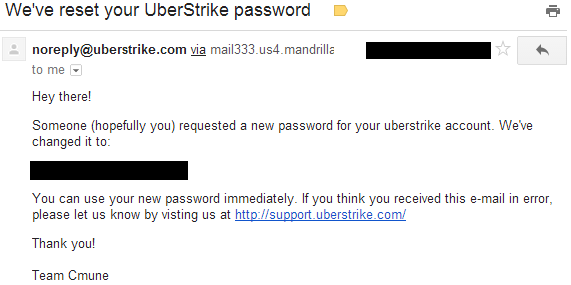 We've reset your UberStrike password
noreply@uberstrike.com via mail333.us4.mandrilla
to me
Hey there!
Someone (hopefully you) requested a new password for your uberstrike account. We've
changed it to:
You can use your new password immediately. If you think you received this e-mail in error,
please let us know by visting us at http://support.uberstrike.com/
Thank you!
Team Cmune